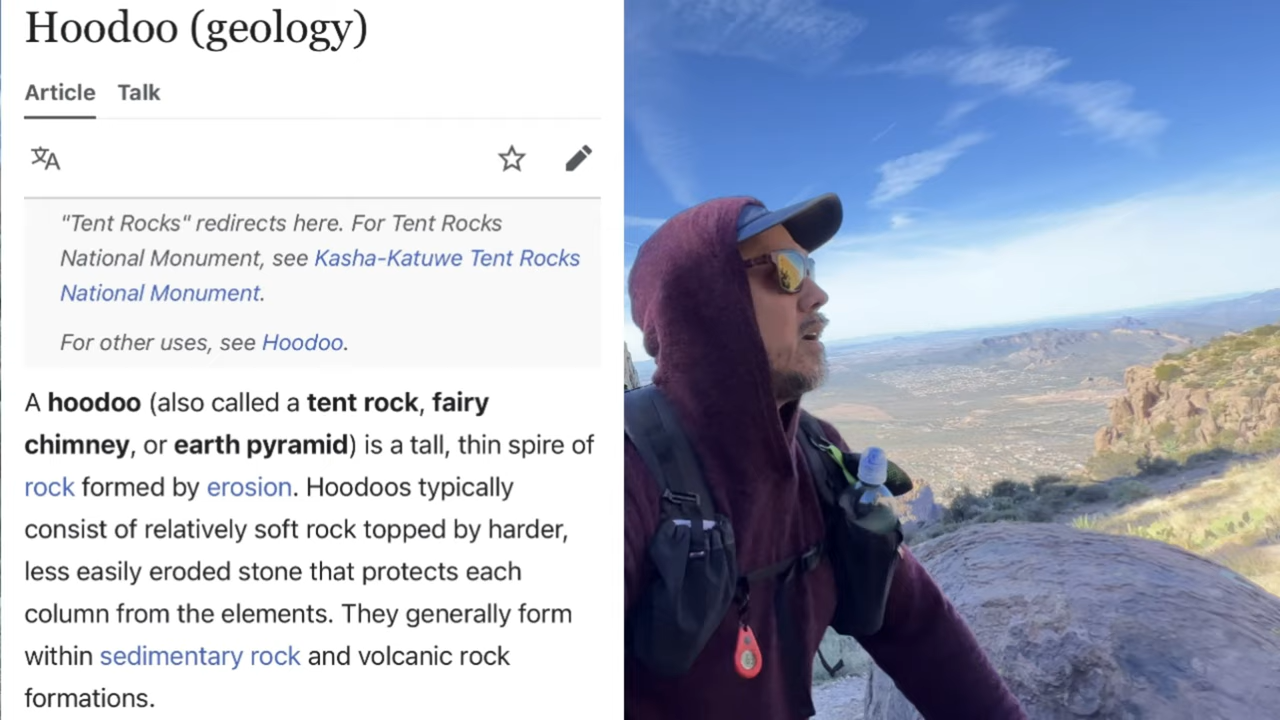 Hoodoo (geology)
Article Talk
"Tent Rocks" redirects here. For Tent Rocks
National Monument, see Kasha-Katuwe Tent Rocks
National Monument.
For other uses, see Hoodoo.
A hoodoo (also called a tent rock, fairy
chimney, or earth pyramid) is a tall, thin spire of
rock formed by erosion. Hoodoos typically
consist of relatively soft rock topped by harder,
less easily eroded stone that protects each
column from the elements. They generally form
within sedimentary rock and volcanic rock
formations.